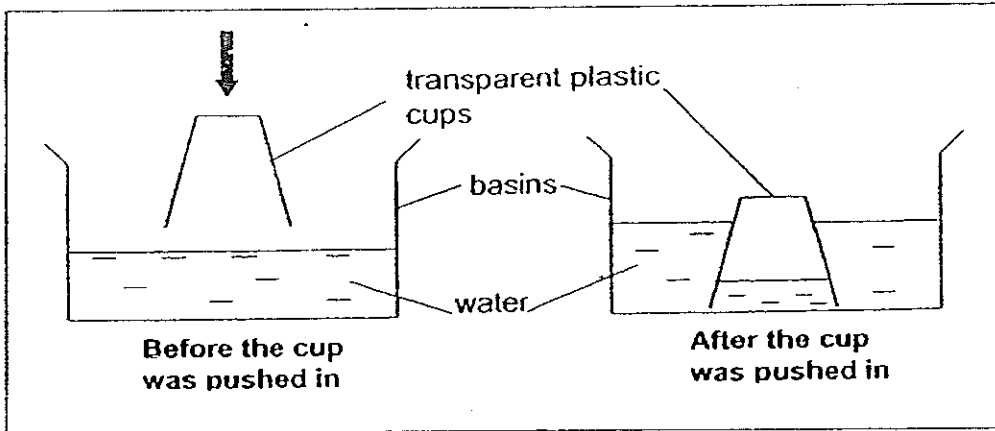 transparent plastic
cups
basins
water
Before the cup
was pushed in
After the cup
was pushed in